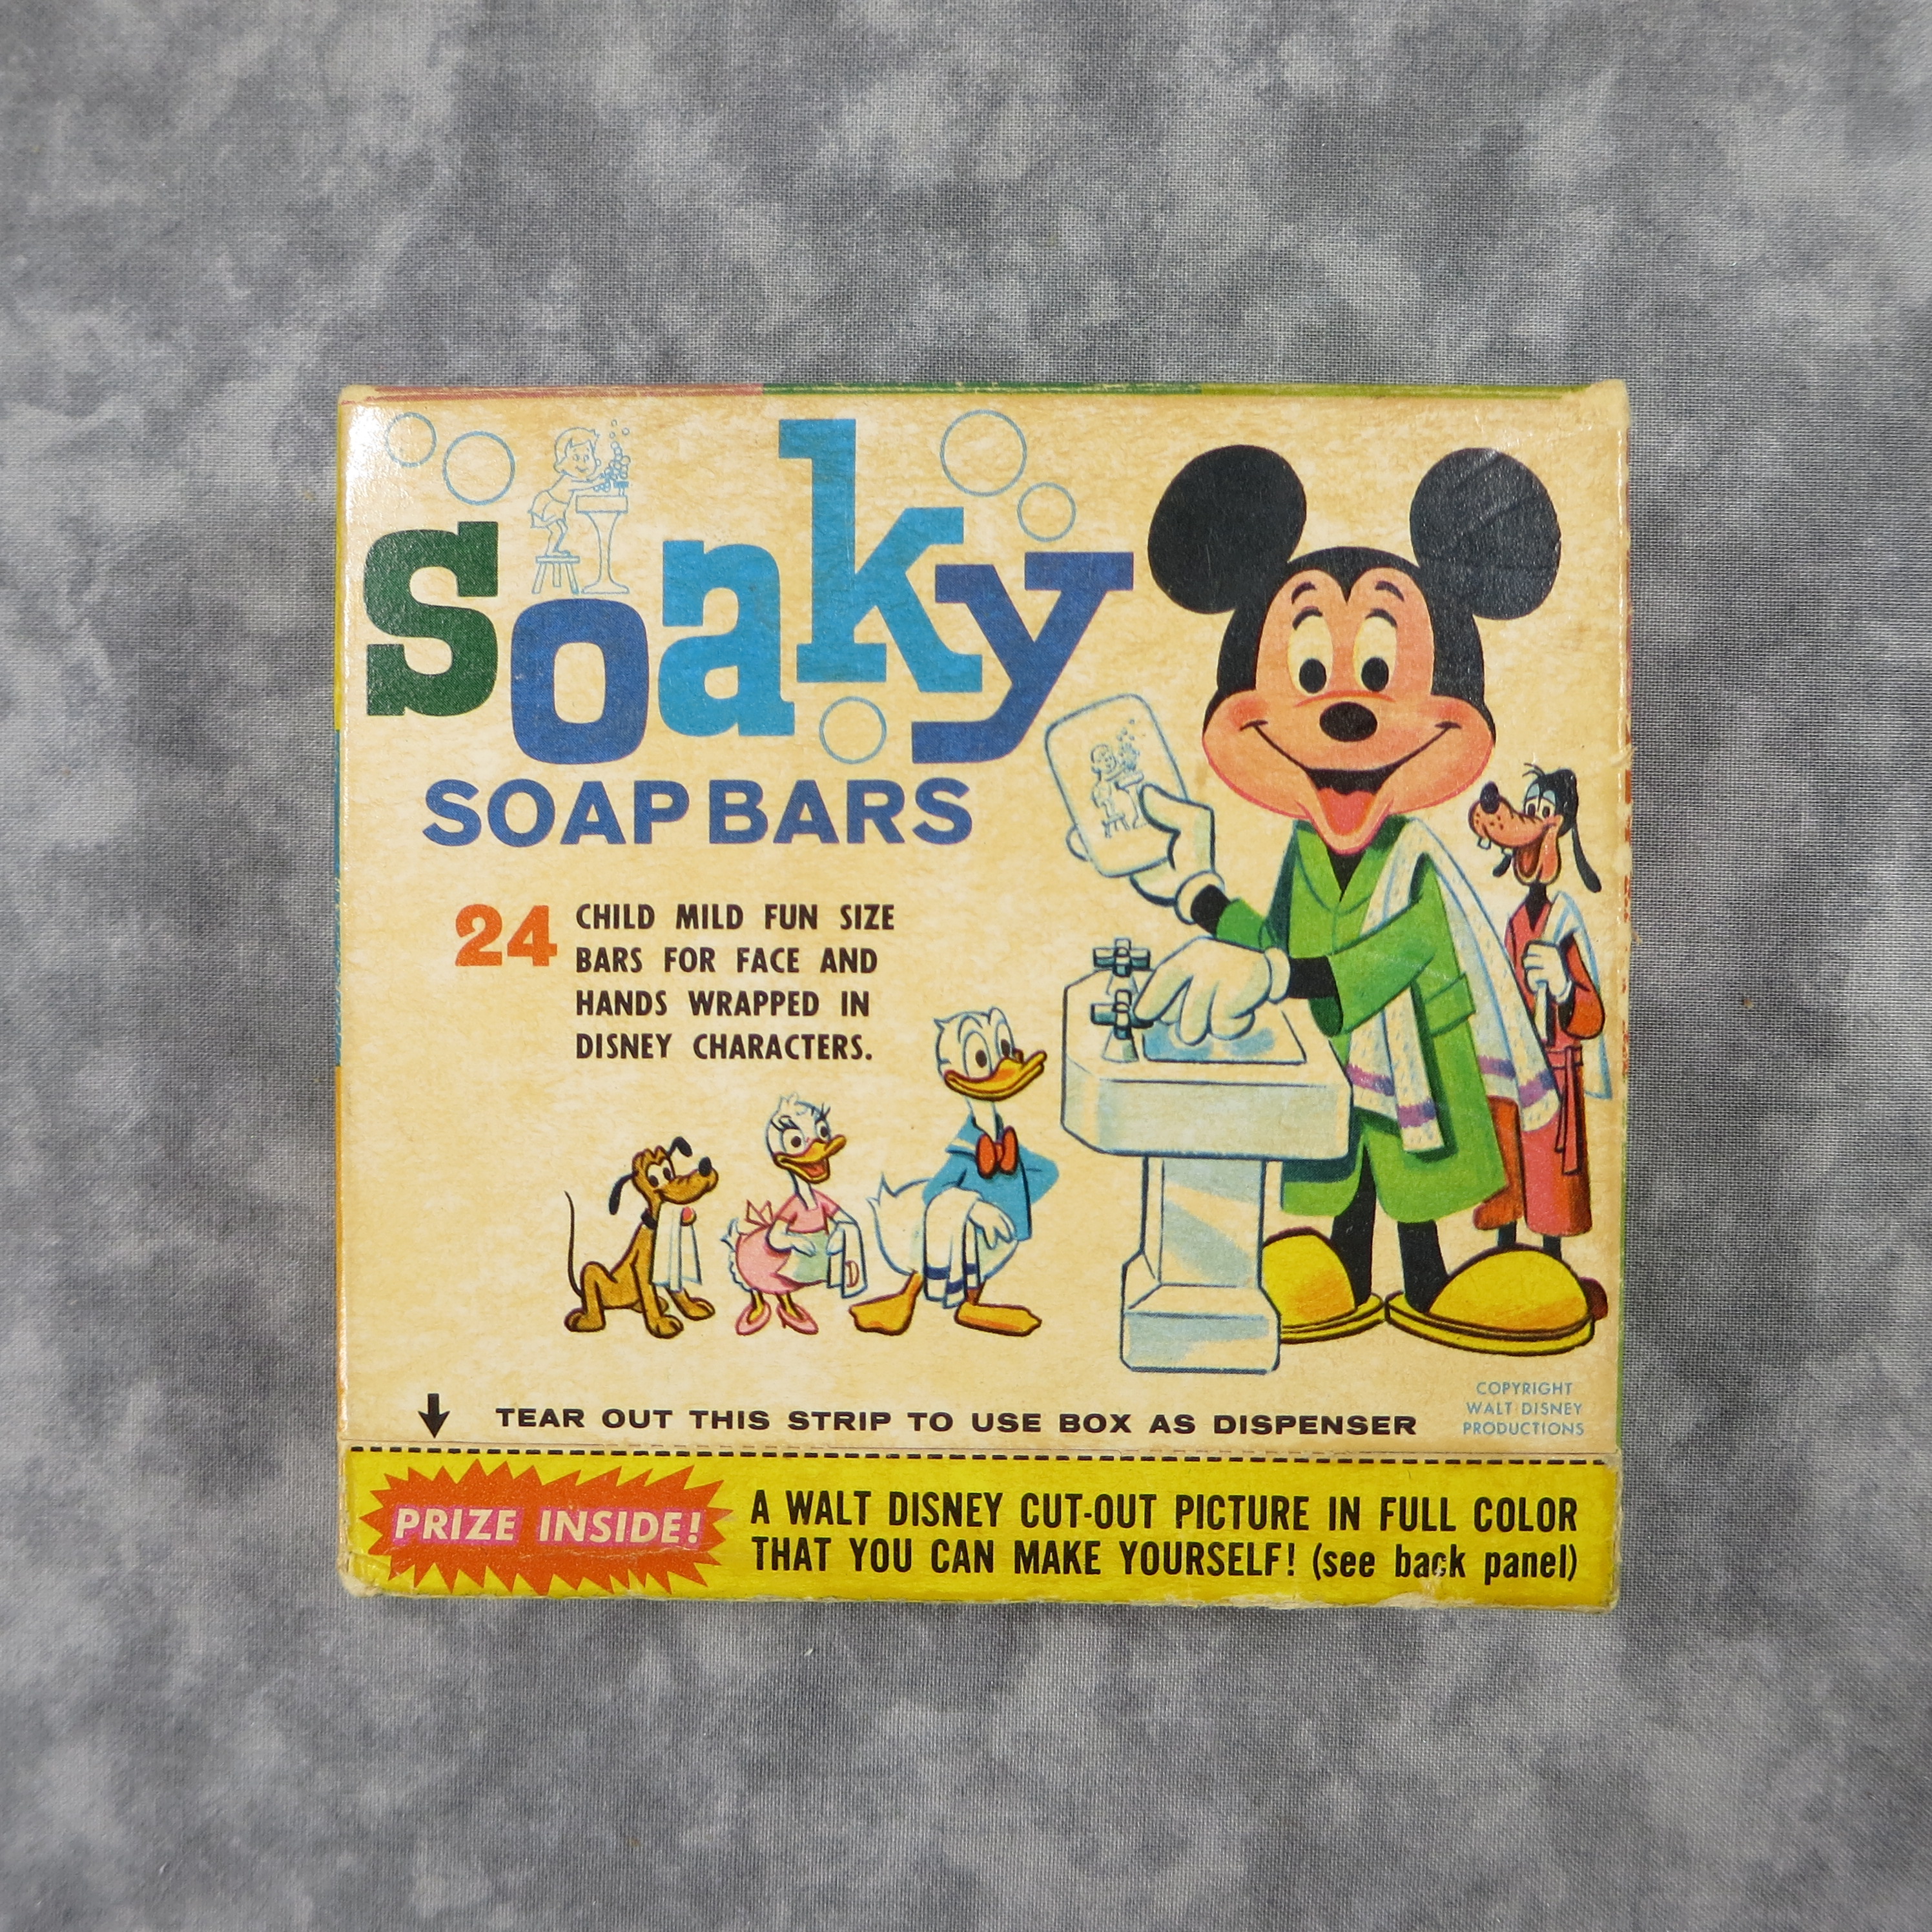 soaky
SOAP BARS
24 CHILD MILD FUN SIZE
BARS FOR FACE AND
HANDS WRAPPED IN
DISNEY CHARACTERS.
TEAR OUT THIS STRIP TO USE BOX AS DISPENSER
COPYRIGHT
WALT DISNEY
PRODUCTIONS
PRIZE INSIDE!
A WALT DISNEY CUT-OUT PICTURE IN FULL COLOR
THAT YOU CAN MAKE YOURSELF! (see back panel)